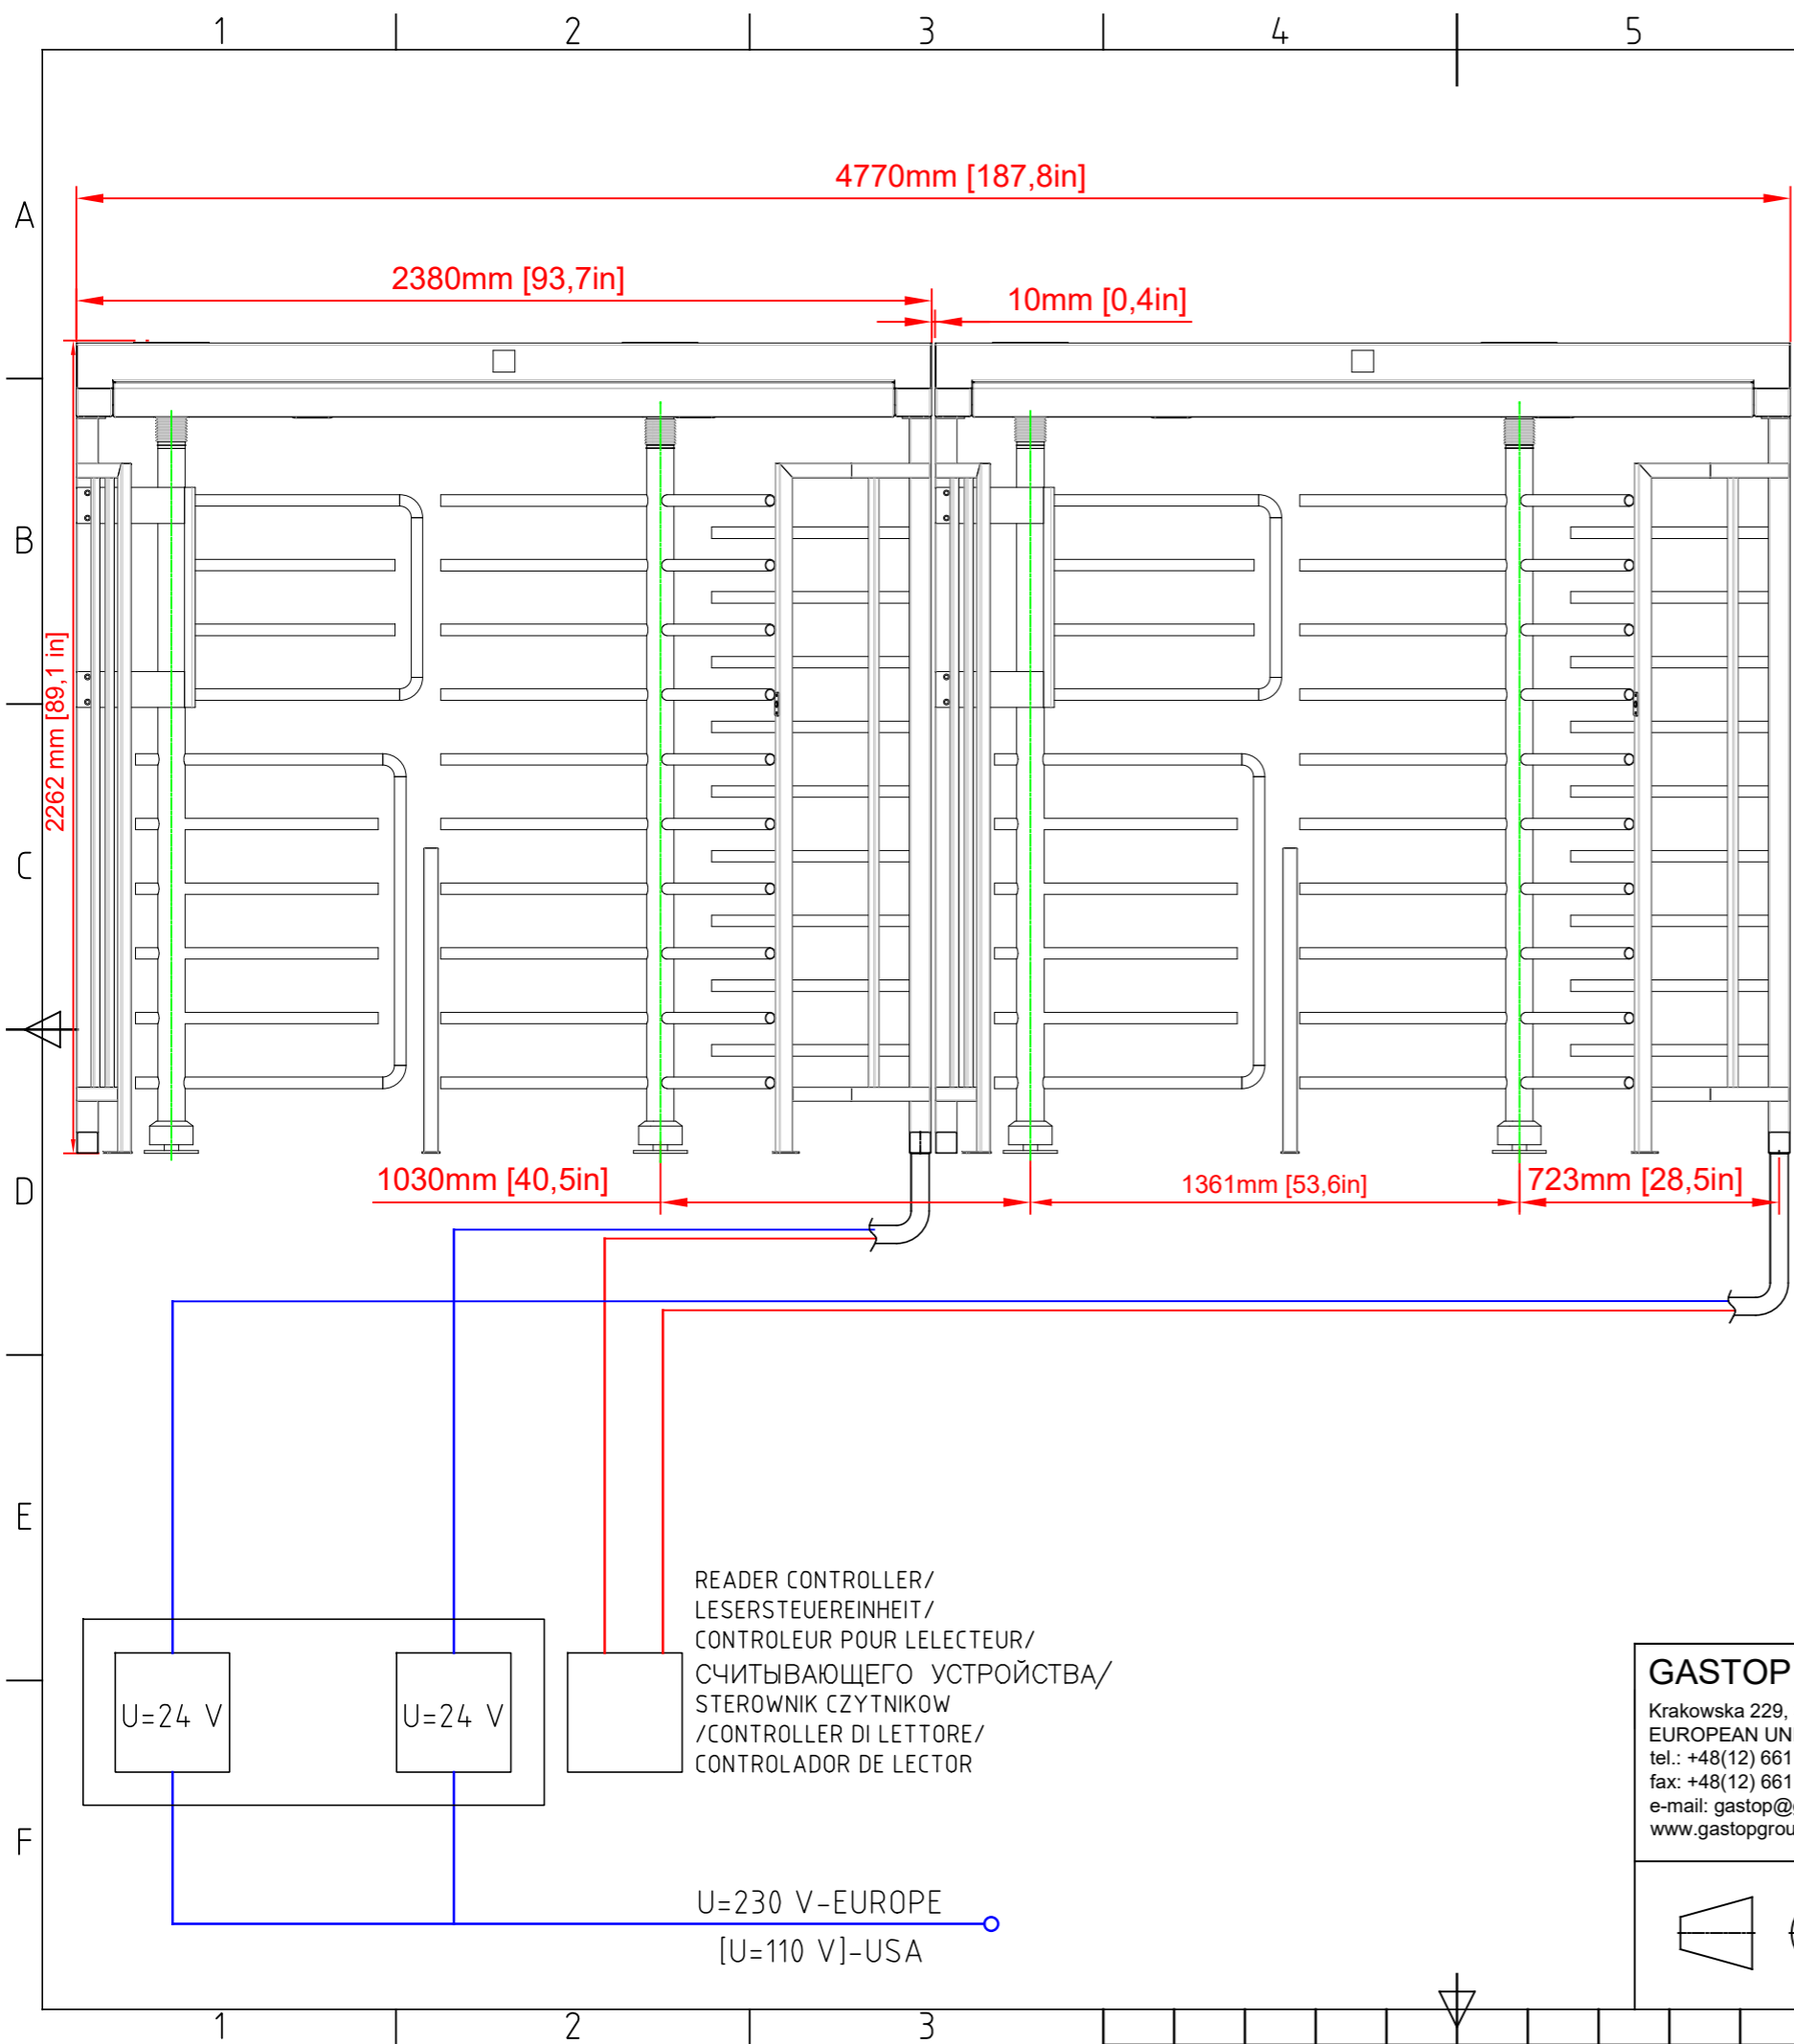 1 2 3 4 5
A
4770mm [187,8in]
2380mm [93,7in]
10mm [0,4in]
B
2262 mm [89,1 in]
C
D
1030mm [40,5in]
1361mm [53,6in]
723mm [28,5in]
E
READER CONTROLLER/
LESERSTEUEREINHEIT/
CONTROLEUR POUR LELECTEUR/
СЧИТЫВАЮЩЕГО УСТРОЙСТВА/
STEROWNIK CZYTNIKOW
/CONTROLLER DI LETTORE/
CONTROLADOR DE LECTOR
U=24 V
U=24 V
GASTOP
Krakowska 229,
EUROPEAN UN
tel.: +48(12) 661
fax: +48(12) 661
e-mail: gastop@
www.gastopgrou
F
U=230 V-EUROPE
[U=110 V]-USA
1 2 3